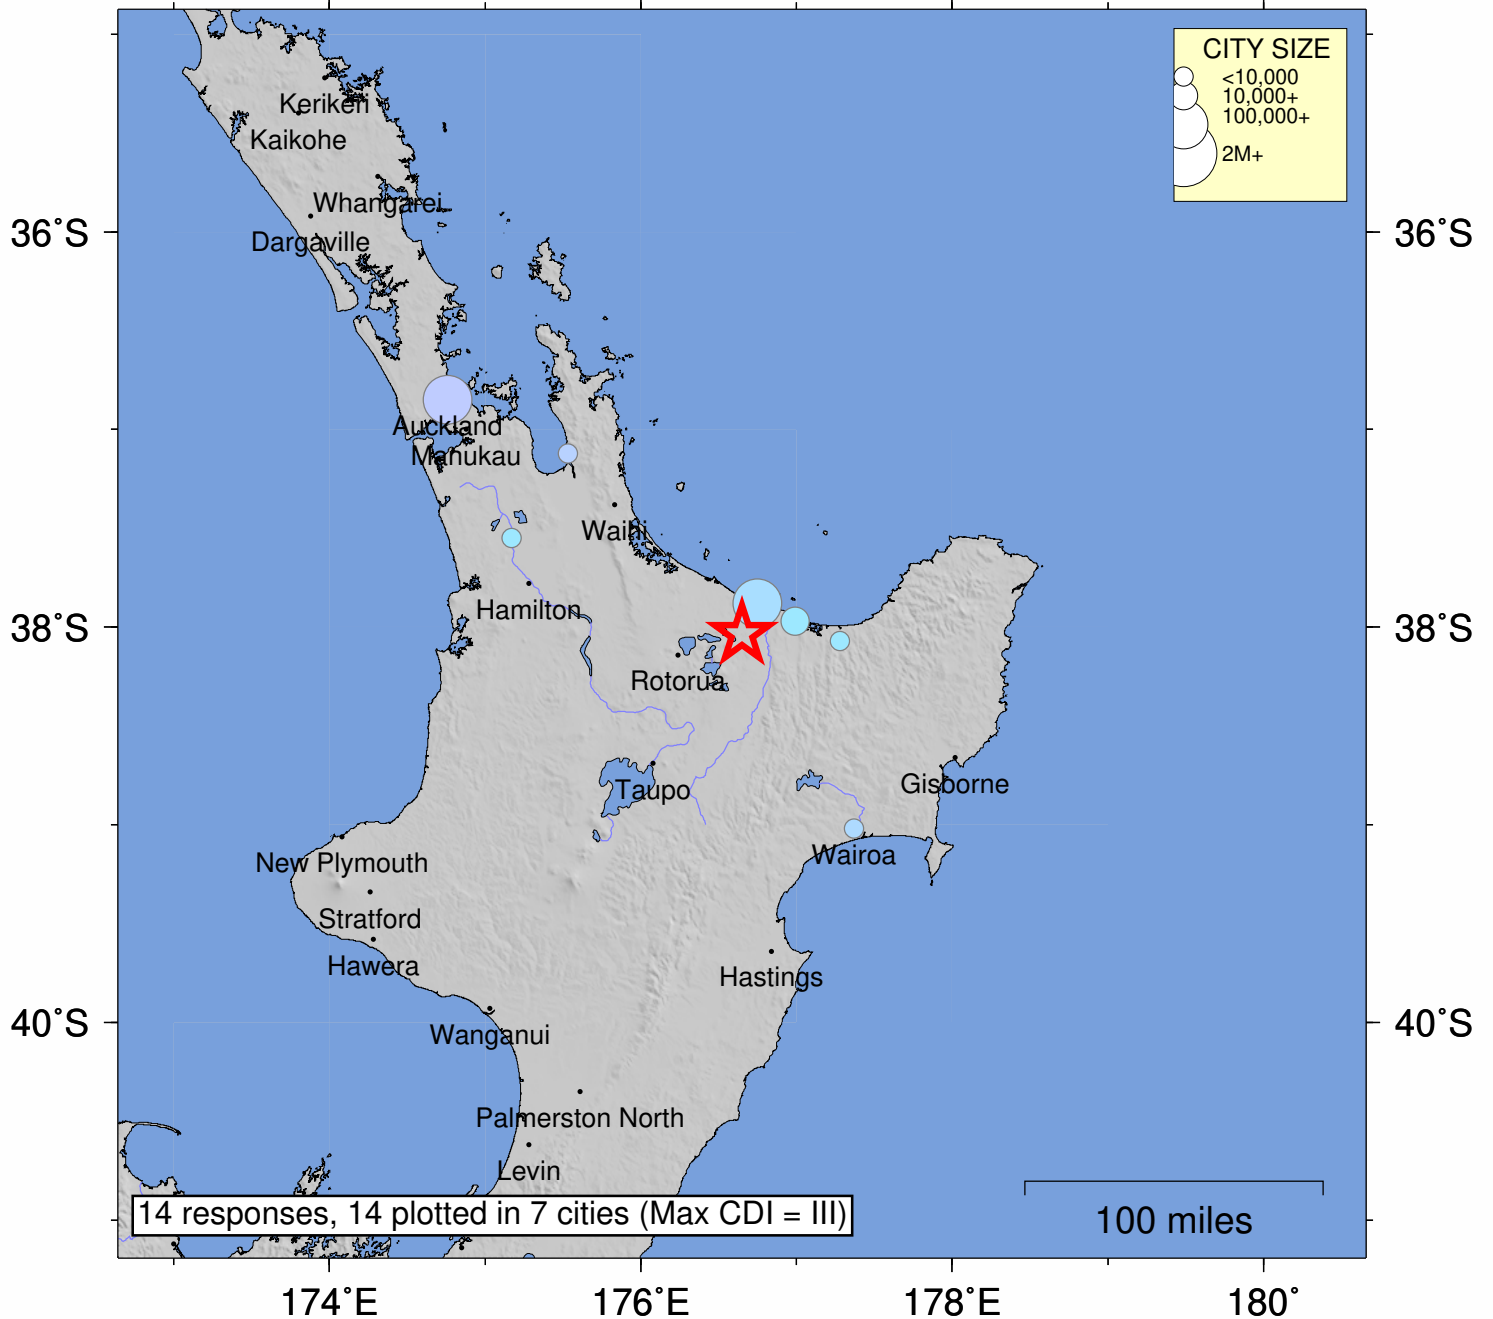 CITY SIZE
<10,000
10,000+
100,000+
2M+
Kerikeri
Kaikohe
Whangarei
Dargaville
36°S
36°S
Auckland
Manukau
Waihi
Hamilton
38°S
38°S
Rotorua
Taupo
Gisborne
Wairoa
New Plymouth
Stratford
Hawera
Hastings
40°S
40°S
Wanganui
Palmerston North
Levin
14 responses, 14 plotted in 7 cities (Max CDI = III)
100 miles
174°E
176°E
178°E
180°